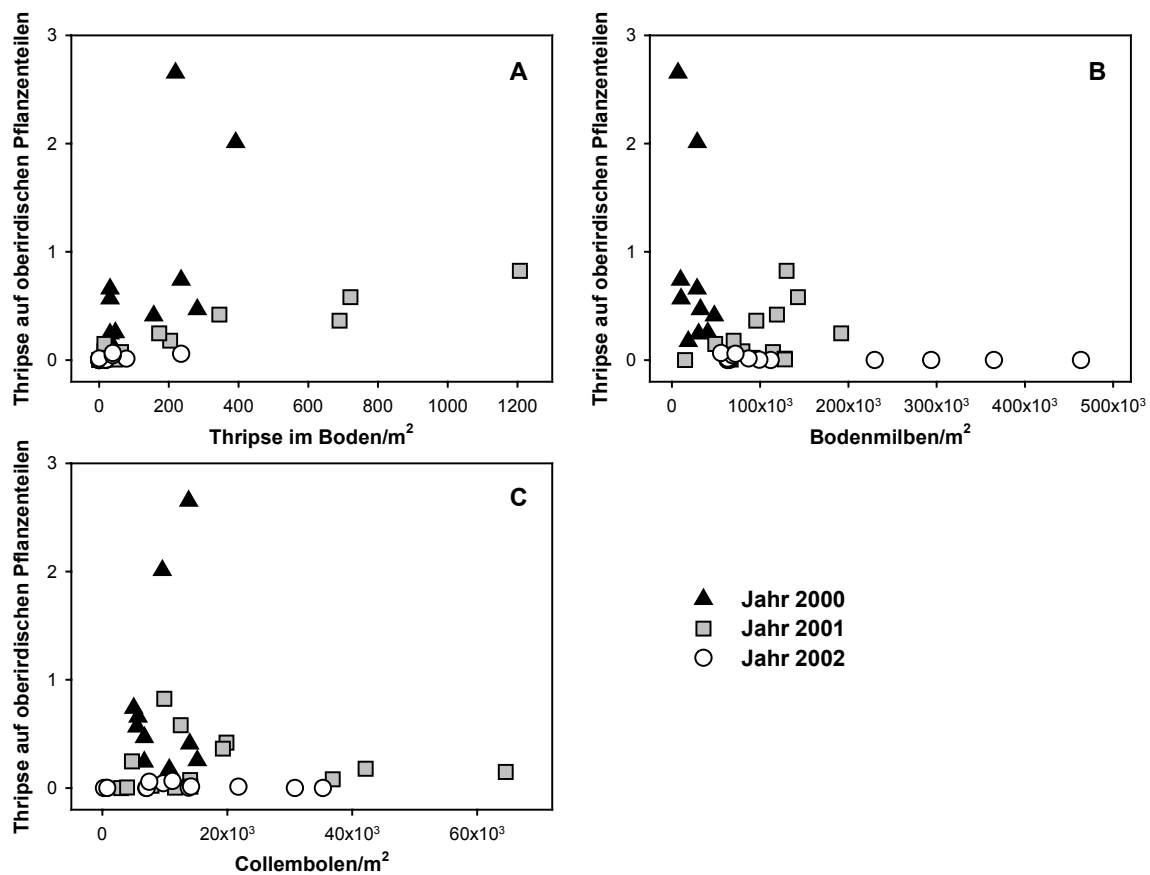 Thripse auf oberirdischen Pflanzenteilen
3
2
1
0
A
0 200 400 600 800 1000 1200
Thripse im Boden/m²
Thripse auf oberirdischen Pflanzenteilen
3
2
1
0
B
0 100x10³ 200x10³ 300x10³ 400x10³ 500x10³
Bodenmilben/m²
Thripse auf oberirdischen Pflanzenteilen
3
2
1
0
C
0 20x10³ 40x10³ 60x10³
Collembolen/m²
Jahr 2000
Jahr 2001
Jahr 2002